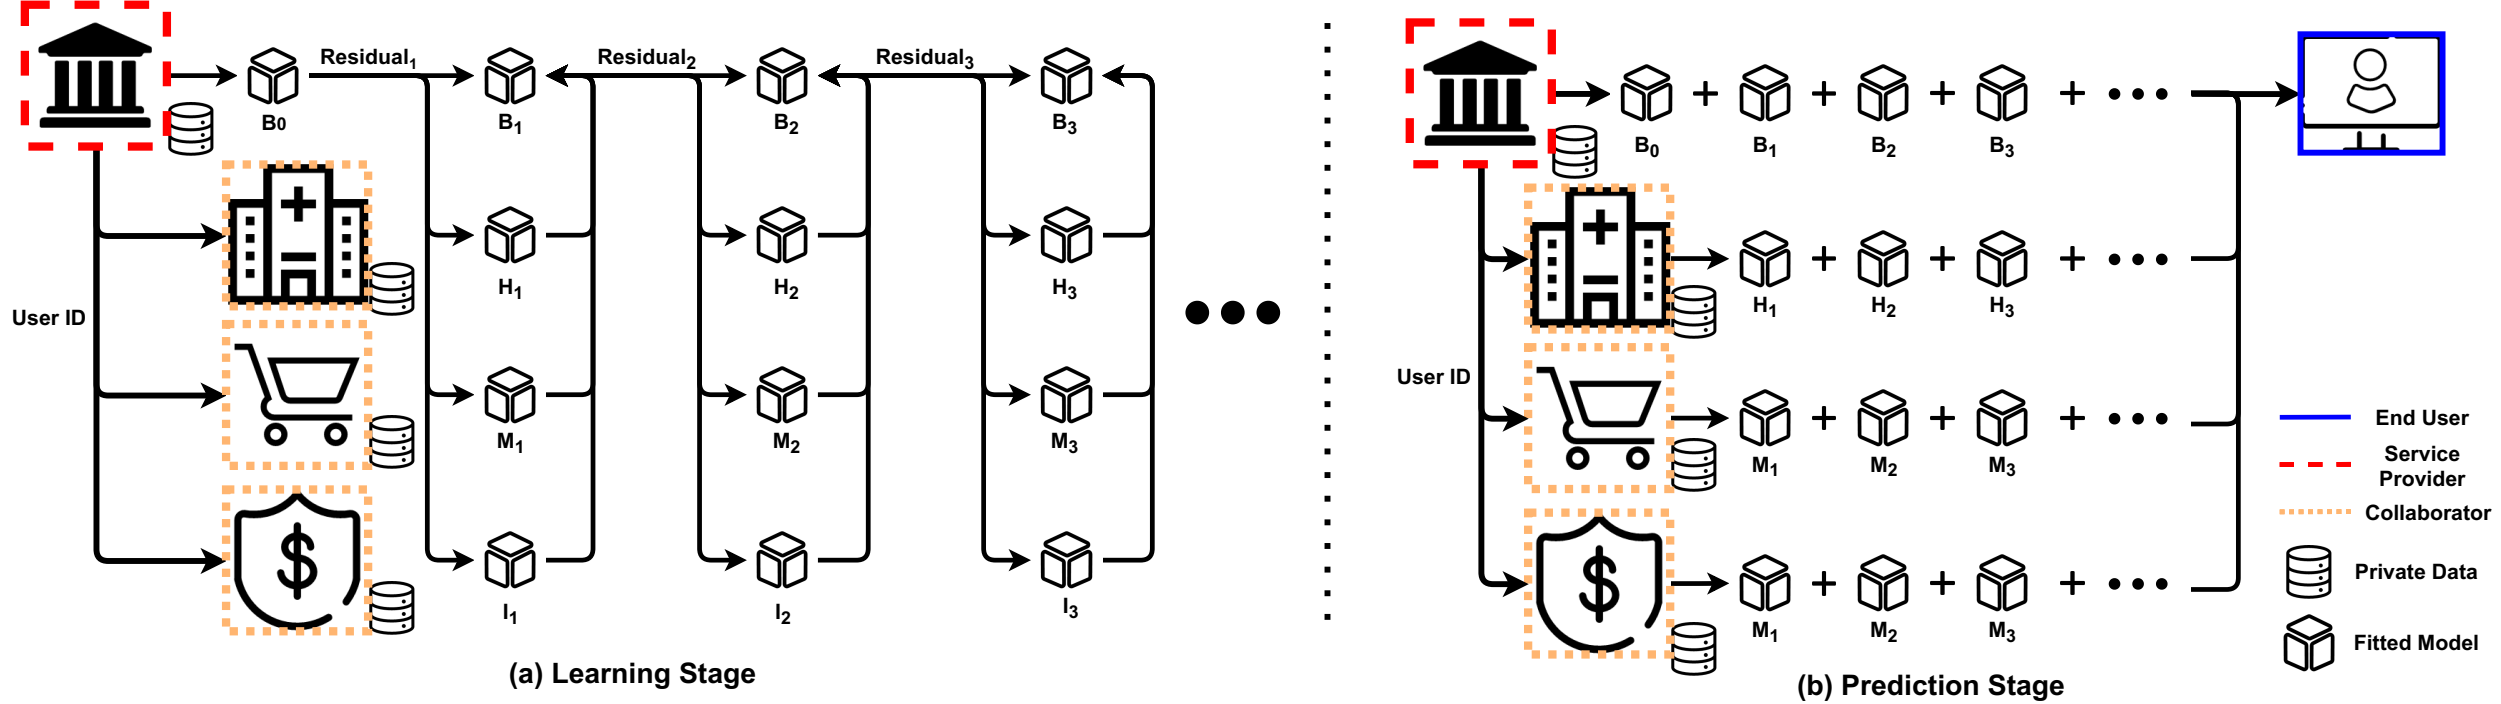 Residual1
Residual2
Residual3
B0
B1
B2
B3
H1
H2
H3
User ID
M1
M2
M3
I1
I2
I3
(a) Learning Stage
B0
B1
B2
B3
H1
H2
H3
User ID
M1
M2
M3
M1
M2
M3
(b) Prediction Stage
End User
Service
Provider
Collaborator
Private Data
Fitted Model